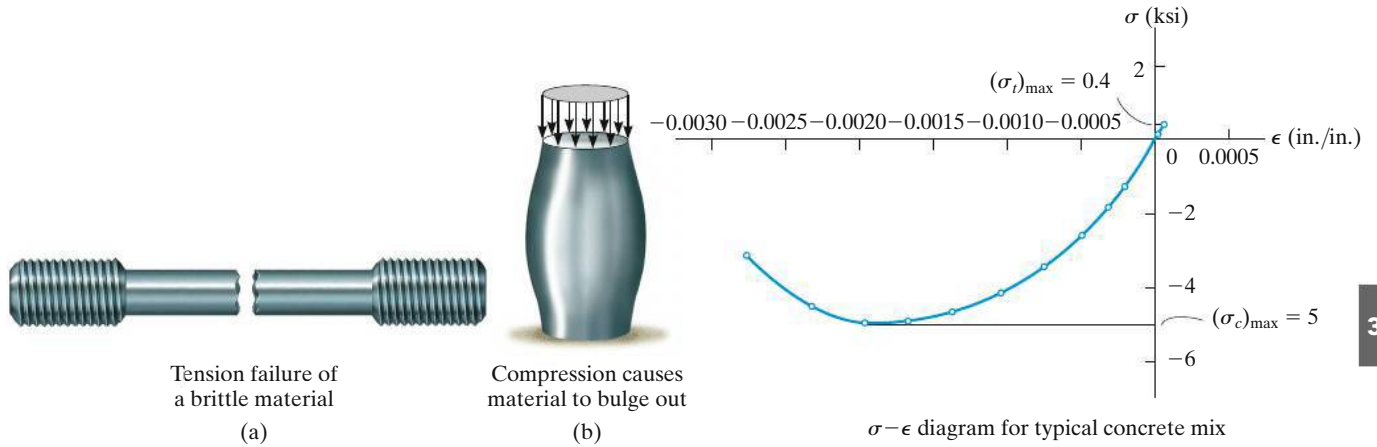 Tension failure of
a brittle material
(a)
Compression causes
material to bulge out
(b)
σ (ksi)
2
(σt)max = 0.4
−0.0030 −0.0025 −0.0020 −0.0015 −0.0010 −0.0005
ϵ (in./in.)
0 0.0005
−2
−4
(σc)max = 5
−6
σ−ϵ diagram for typical concrete mix
3